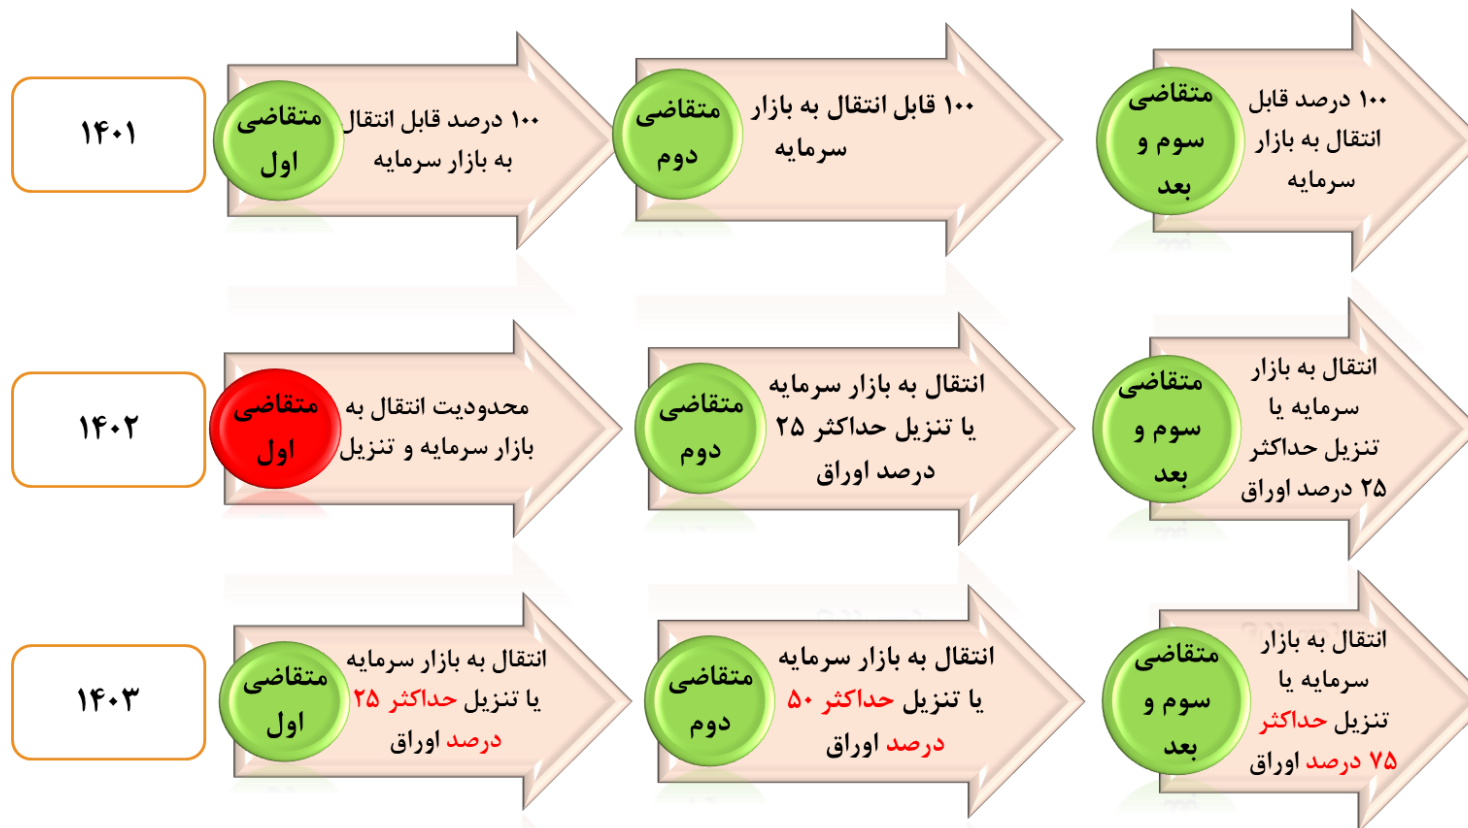 ۱۴۰۱
متقاضی
اول
۱۰۰ درصد قابل انتقال
به بازار سرمایه
متقاضی
دوم
۱۰۰ قابل انتقال به بازار
سرمایه
متقاضی
سوم و
بعد
۱۰۰ درصد قابل
انتقال به بازار
سرمایه
۱۴۰۲
متقاضی
اول
محدودیت انتقال به
بازار سرمایه و تنزیل
متقاضی
دوم
انتقال به بازار سرمایه
یا تنزیل حداکثر ۲۵
درصد اوراق
متقاضی
سوم و
بعد
انتقال به بازار
سرمایه یا
تنزیل حداکثر
۲۵ درصد اوراق
۱۴۰۳
متقاضی
اول
انتقال به بازار سرمایه
یا تنزیل حداکثر ۲۵
درصد اوراق
متقاضی
دوم
انتقال به بازار سرمایه
یا تنزیل حداکثر ۵۰
درصد اوراق
متقاضی
سوم و
بعد
انتقال به بازار
سرمایه یا
تنزیل حداکثر
۷۵ درصد اوراق